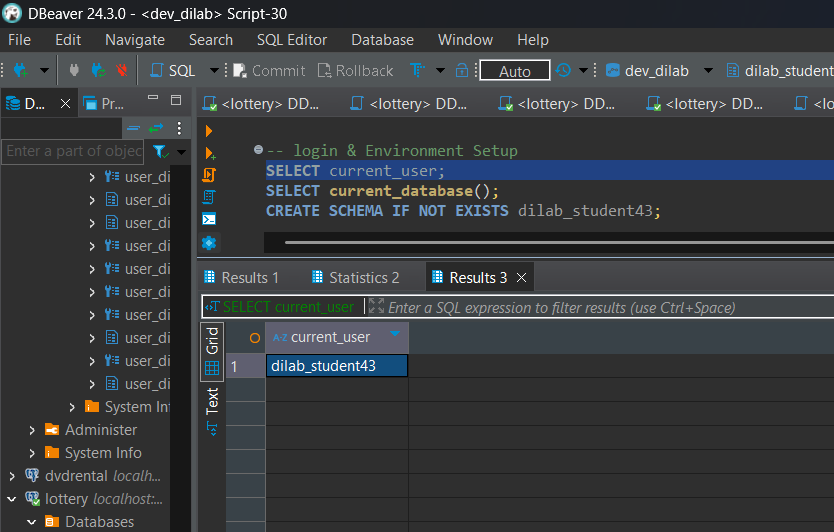 DBeaver 24.3.0 - <dev_dilab> Script-30
File Edit Navigate Search SQL Editor Database Window Help
SQL Commit Rollback Auto dev_dilab dilab_student
D... Pr...
<lottery> DD... <lottery> DD... <lottery> DD... <lottery> DD... <lo
Enter a part of objec
-- login & Environment Setup
SELECT current_user;
SELECT current_database();
CREATE SCHEMA IF NOT EXISTS dilab_student43;
user_di
user_di
user_di
user_di
user_di
user_di
user_di
user_di
user_di
user_di
System Inf
Administer
System Info
dvdrental localh...
lottery localhost:...
Databases
Results 1 Statistics 2 Results 3
SELECT current_user Enter a SQL expression to filter results (use Ctrl+Space)
Grid
Text
A-Z current_user
1 dilab_student43